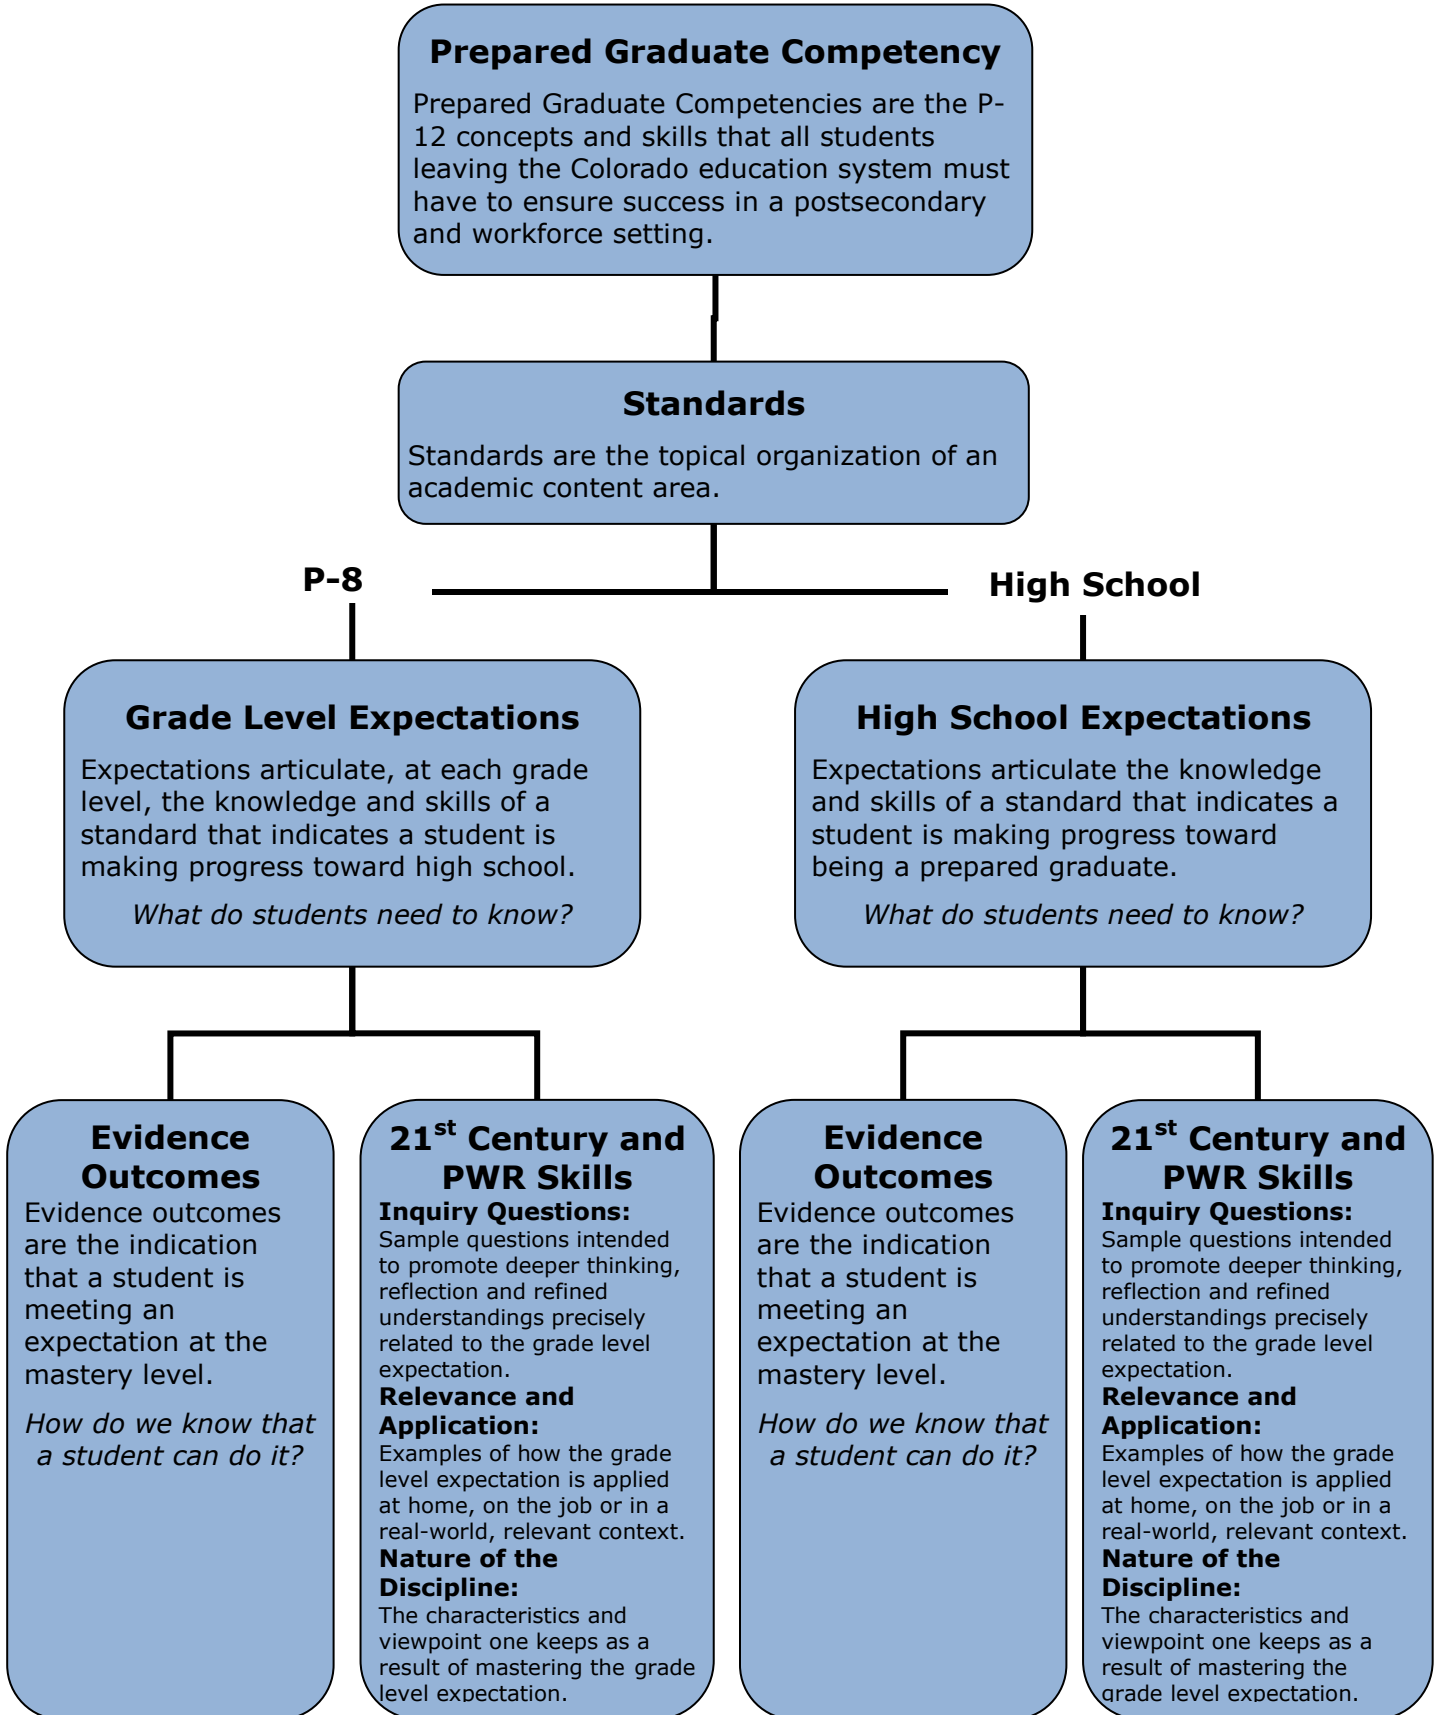 Prepared Graduate Competency
Prepared Graduate Competencies are the P-
12 concepts and skills that all students
leaving the Colorado education system must
have to ensure success in a postsecondary
and workforce setting.
Standards
Standards are the topical organization of an
academic content area.
P-8
High School
Grade Level Expectations
Expectations articulate, at each grade
level, the knowledge and skills of a
standard that indicates a student is
making progress toward high school.
What do students need to know?
High School Expectations
Expectations articulate the knowledge
and skills of a standard that indicates a
student is making progress toward
being a prepared graduate.
What do students need to know?
Evidence
Outcomes
Evidence outcomes
are the indication
that a student is
meeting an
expectation at the
mastery level.
How do we know that
a student can do it?
21st Century and
PWR Skills
Inquiry Questions:
Sample questions intended
to promote deeper thinking,
reflection and refined
understandings precisely
related to the grade level
expectation.
Relevance and
Application:
Examples of how the grade
level expectation is applied
at home, on the job or in a
real-world, relevant context.
Nature of the
Discipline:
The characteristics and
viewpoint one keeps as a
result of mastering the grade
level expectation.
Evidence
Outcomes
Evidence outcomes
are the indication
that a student is
meeting an
expectation at the
mastery level.
How do we know that
a student can do it?
21st Century and
PWR Skills
Inquiry Questions:
Sample questions intended
to promote deeper thinking,
reflection and refined
understandings precisely
related to the grade level
expectation.
Relevance and
Application:
Examples of how the grade
level expectation is applied
at home, on the job or in a
real-world, relevant context.
Nature of the
Discipline:
The characteristics and
viewpoint one keeps as a
result of mastering the
grade level expectation.